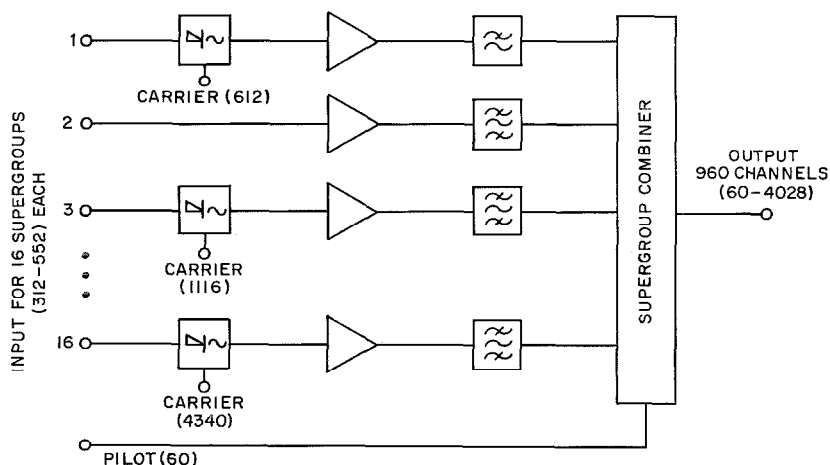 1
CARRIER (612)
2
3
CARRIER
(1116)
16
CARRIER
(4340)
PILOT (60)
INPUT FOR 16 SUPERGROUPS
(312-552) EACH
SUPERGROUP COMBINER
OUTPUT
960 CHANNELS
(60-4028)